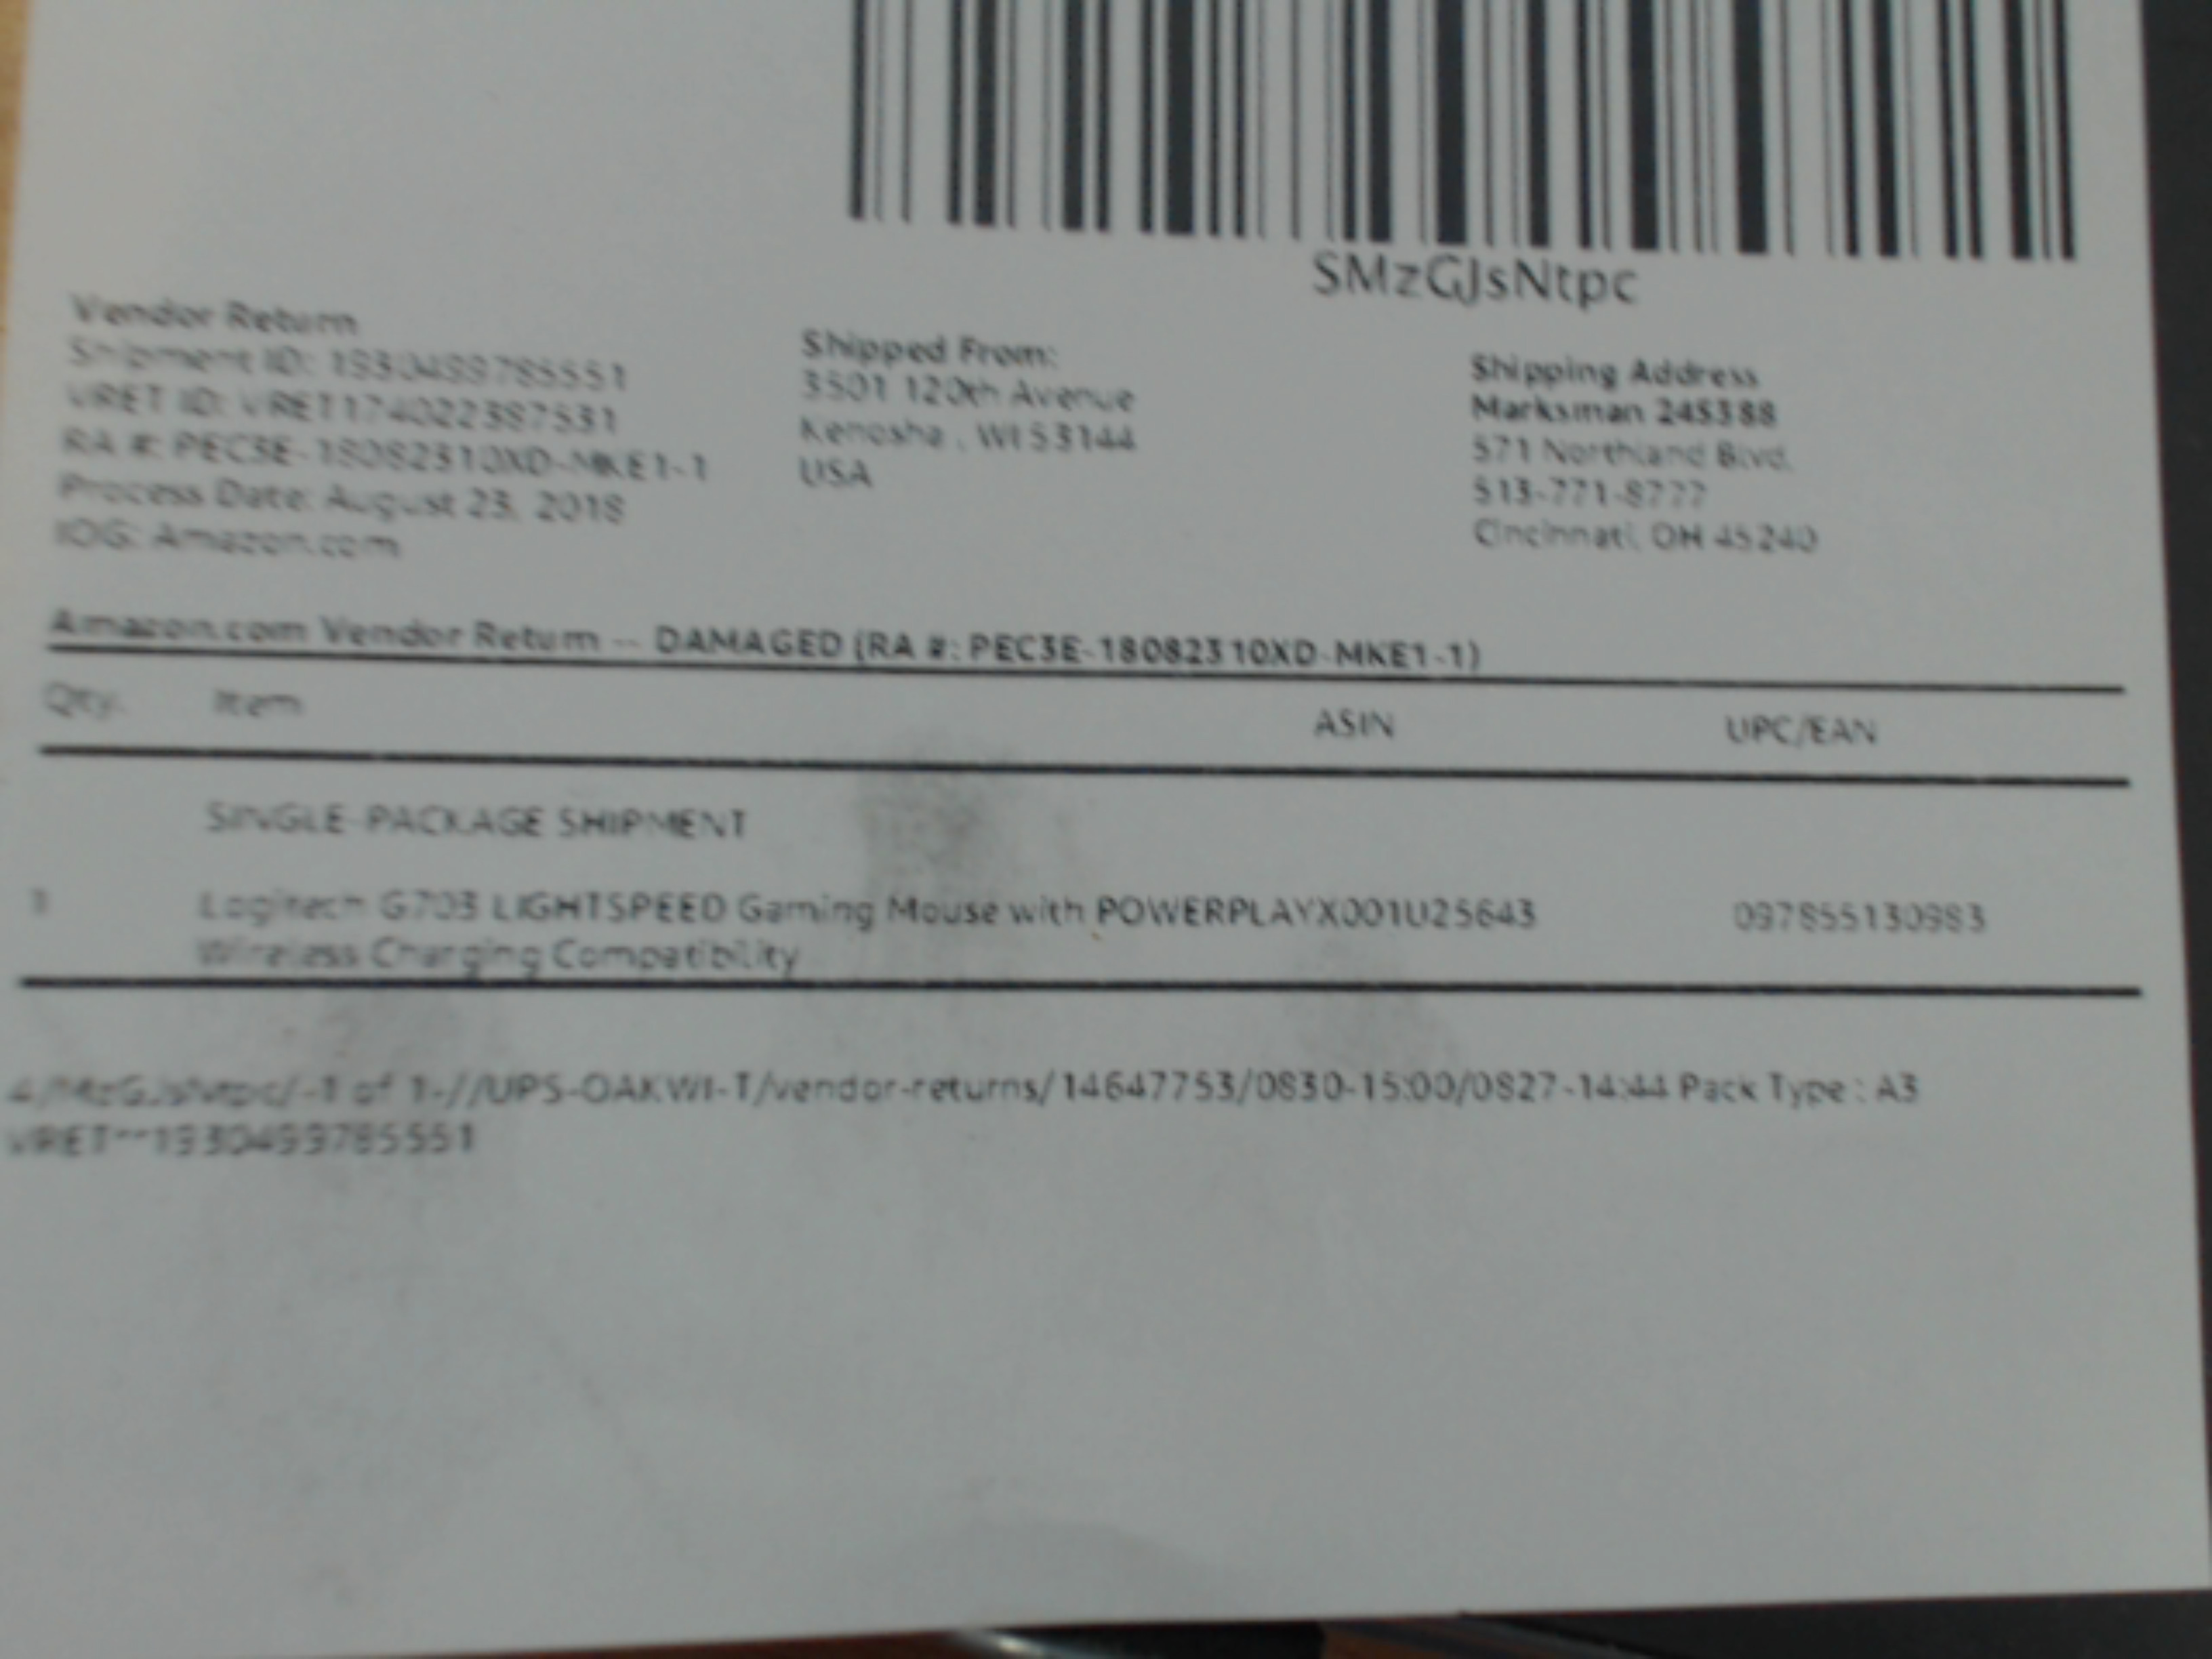 SMzGJsNtpc
Vendor Return
Shipment ID: 1930499785551
VRET ID: VRET174022387531
RA #: PEC3E-18082310XD-MKE1-1
Process Date: August 23, 2018
IOG: Amazon.com
Shipped From:
3501 120th Avenue
Kenosha , WI 53144
USA
Shipping Address
Marksman 245388
571 Northland Blvd.
513-771-8777
Cincinnati, OH 45240
Amazon.com Vendor Return -- DAMAGED (RA #: PEC3E-18082310XD-MKE1-1)
Qty. Item ASIN UPC/EAN
SINGLE-PACKAGE SHIPMENT
1 Logitech G703 LIGHTSPEED Gaming Mouse with POWERPLAYX001U25643 097855130983
Wireless Charging Compatibility
/-1 of 1-//UPS-OAKWI-T/vendor-returns/14647753/0830-15:00/0827-14:44 Pack Type : A3
VRET~~1930499785551